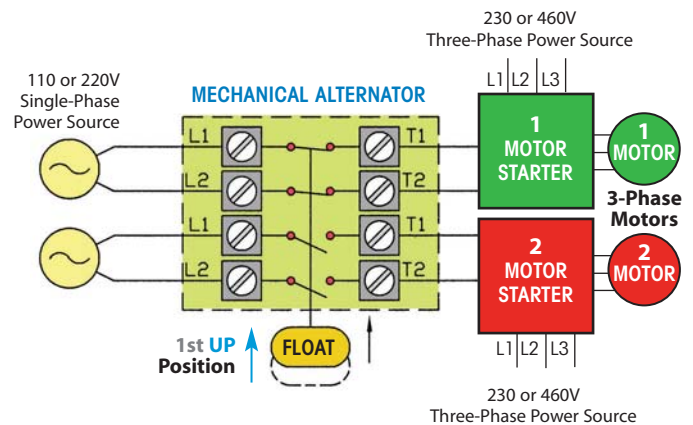 230 or 460V
Three-Phase Power Source
L1 L2 L3
110 or 220V
Single-Phase
Power Source
MECHANICAL ALTERNATOR
L1
T1
L2
T2
L1
T1
L2
T2
1
MOTOR
STARTER
1
MOTOR
3-Phase
Motors
2
MOTOR
STARTER
2
MOTOR
1st UP
Position
FLOAT
L1 L2 L3
230 or 460V
Three-Phase Power Source